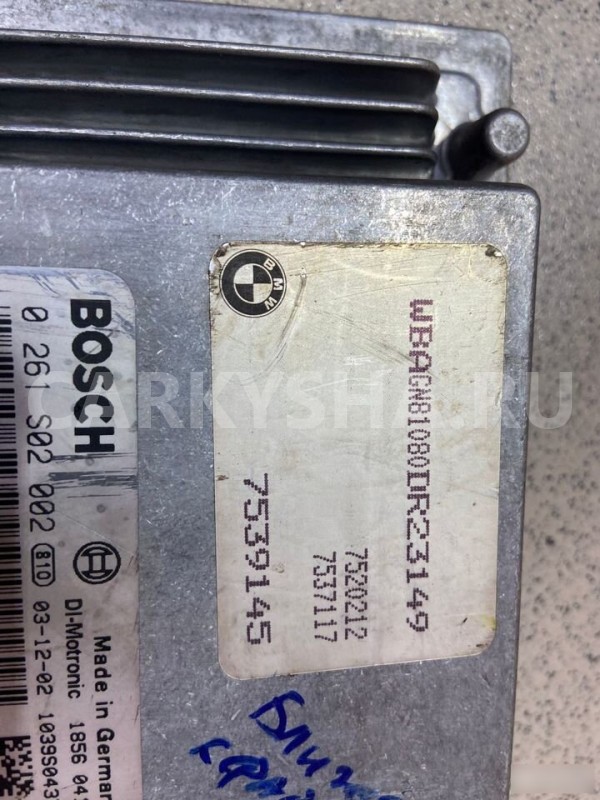 BMW
WBAGN81080DR23149
7520212
7537117
7539145
BOSCH
0 261 S02 002 810 03-12-02
Made in German
DI-Motronic 1856
CARKYSHA.RU